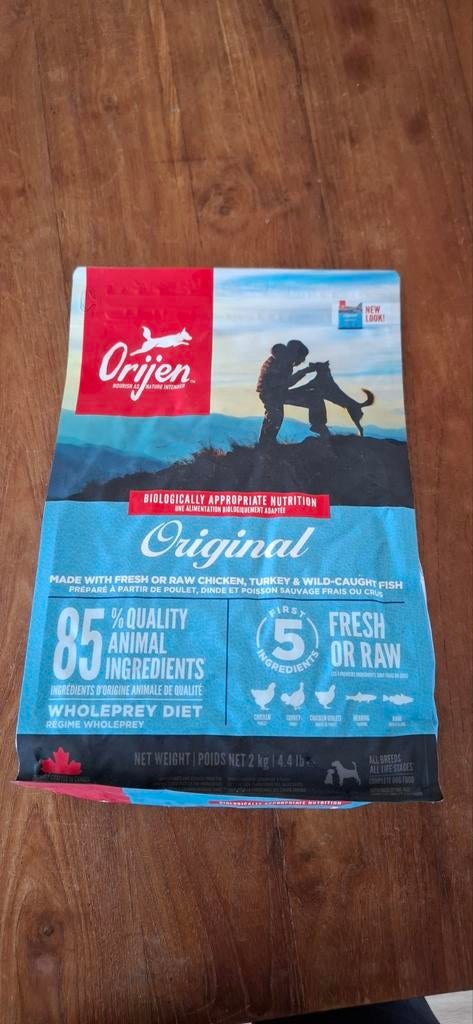 NEW
LOOK!
Orijen
NOURISH AS NATURE INTENDED
BIOLOGICALLY APPROPRIATE NUTRITION
UNE ALIMENTATION BIOLOGIQUEMENT ADAPTÉE
Original
MADE WITH FRESH OR RAW CHICKEN, TURKEY & WILD-CAUGHT FISH
PRÉPARÉ À PARTIR DE POULET, DINDE ET POISSON SAUVAGE FRAIS OU CRUS
85% QUALITY
ANIMAL
INGREDIENTS
INGRÉDIENTS D'ORIGINE ANIMALE DE QUALITÉ
WHOLEPREY DIET
RÉGIME WHOLEPREY
FIRST
5
INGREDIENTS
FRESH
OR RAW
CHICKEN TURKEY CHICKEN GIBLETS HERRING
NET WEIGHT | POIDS NET 2 kg | 4,4 lb
ALL BREEDS
ALL LIFE STAGES
COMPLETE DOG FOOD
BIOLOGICALLY APPROPRIATE NUTRITION